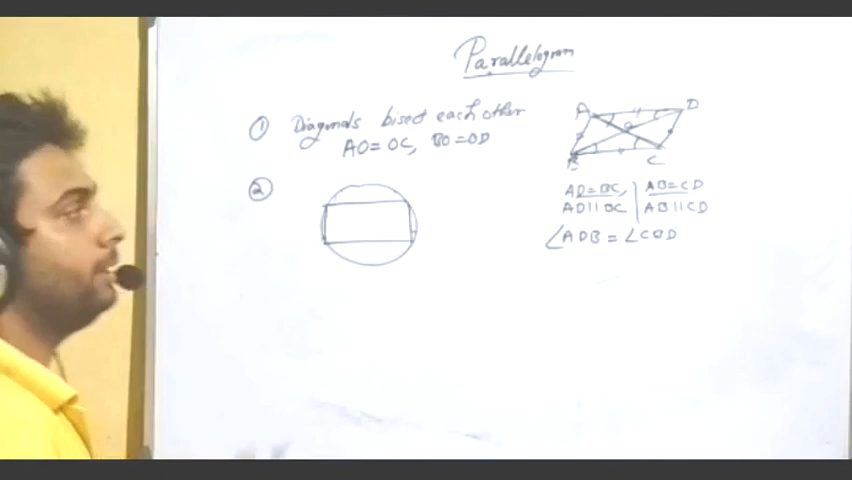 Parallelogram
① Diagonals bisect each other
AO = OC, BO = OD
②
A D
O
B C
AD = BC, AB = CD
AD || BC AB || CD
∠ADB = ∠CBD